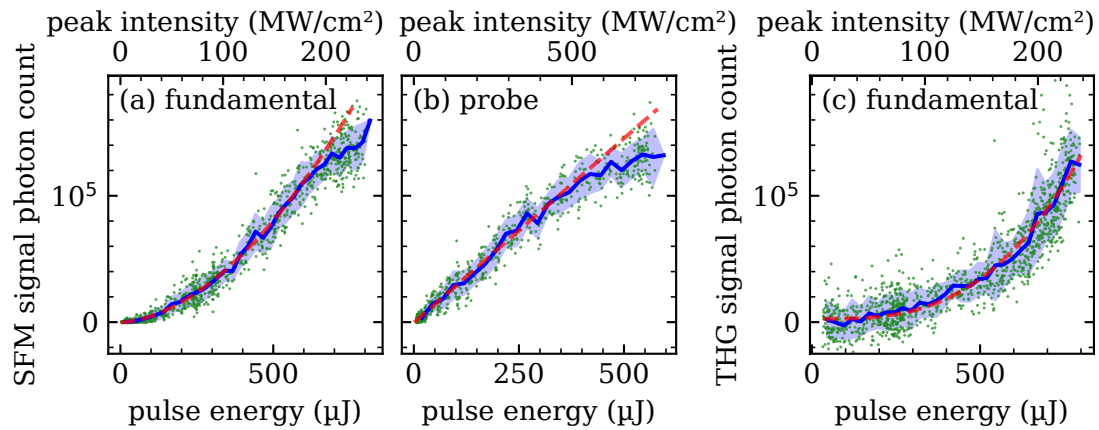 peak intensity (MW/cm²)
peak intensity (MW/cm²)
peak intensity (MW/cm²)
0 100 200
0 500
0 100 200
SFM signal photon count
(a) fundamental
(b) probe
THG signal photon count
(c) fundamental
10⁵
10⁵
0
0
0 500
0 250 500
0 500
pulse energy (µJ)
pulse energy (µJ)
pulse energy (µJ)